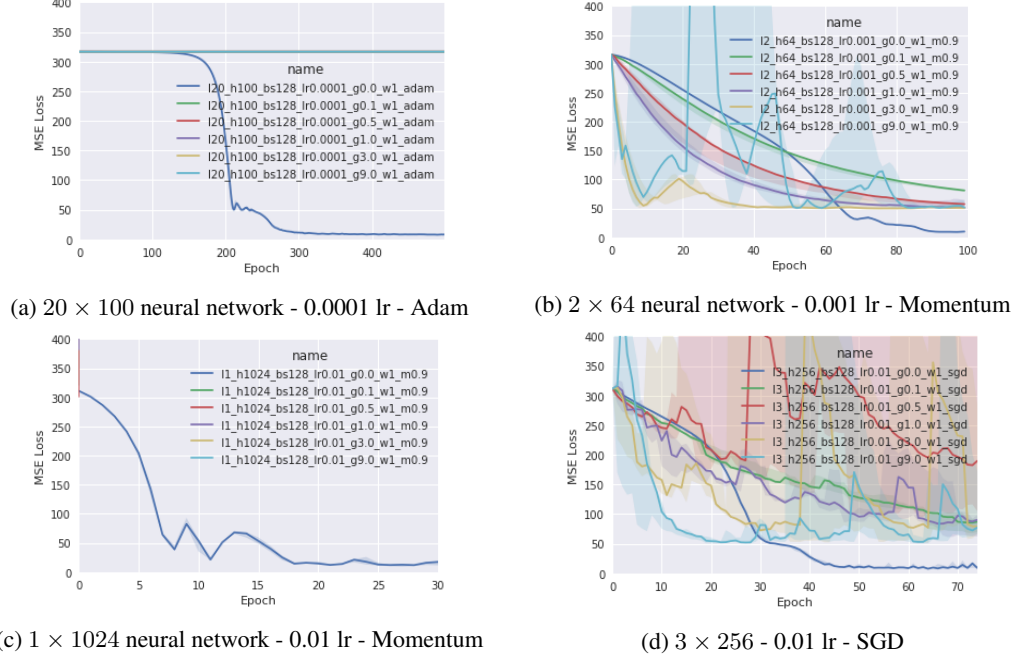 400
350
300
250
200
150
100
50
0
MSE Loss
name
l20_h100_bs128_lr0.0001_g0.0_w1_adam
l20_h100_bs128_lr0.0001_g0.1_w1_adam
l20_h100_bs128_lr0.0001_g0.5_w1_adam
l20_h100_bs128_lr0.0001_g1.0_w1_adam
l20_h100_bs128_lr0.0001_g3.0_w1_adam
l20_h100_bs128_lr0.0001_g9.0_w1_adam
0 100 200 300 400
Epoch
(a) 20 × 100 neural network - 0.0001 lr - Adam
400
350
300
250
200
150
100
50
0
MSE Loss
name
l2_h64_bs128_lr0.001_g0.0_w1_m0.9
l2_h64_bs128_lr0.001_g0.1_w1_m0.9
l2_h64_bs128_lr0.001_g0.5_w1_m0.9
l2_h64_bs128_lr0.001_g1.0_w1_m0.9
l2_h64_bs128_lr0.001_g3.0_w1_m0.9
l2_h64_bs128_lr0.001_g9.0_w1_m0.9
0 20 40 60 80 100
Epoch
(b) 2 × 64 neural network - 0.001 lr - Momentum
400
350
300
250
200
150
100
50
0
MSE Loss
name
l1_h1024_bs128_lr0.01_g0.0_w1_m0.9
l1_h1024_bs128_lr0.01_g0.1_w1_m0.9
l1_h1024_bs128_lr0.01_g0.5_w1_m0.9
l1_h1024_bs128_lr0.01_g1.0_w1_m0.9
l1_h1024_bs128_lr0.01_g3.0_w1_m0.9
l1_h1024_bs128_lr0.01_g9.0_w1_m0.9
0 5 10 15 20 25 30
Epoch
(c) 1 × 1024 neural network - 0.01 lr - Momentum
400
350
300
250
200
150
100
50
0
MSE Loss
name
l3_h256_bs128_lr0.01_g0.0_w1_sgd
l3_h256_bs128_lr0.01_g0.1_w1_sgd
l3_h256_bs128_lr0.01_g0.5_w1_sgd
l3_h256_bs128_lr0.01_g1.0_w1_sgd
l3_h256_bs128_lr0.01_g3.0_w1_sgd
l3_h256_bs128_lr0.01_g9.0_w1_sgd
0 10 20 30 40 50 60 70
Epoch
(d) 3 × 256 - 0.01 lr - SGD